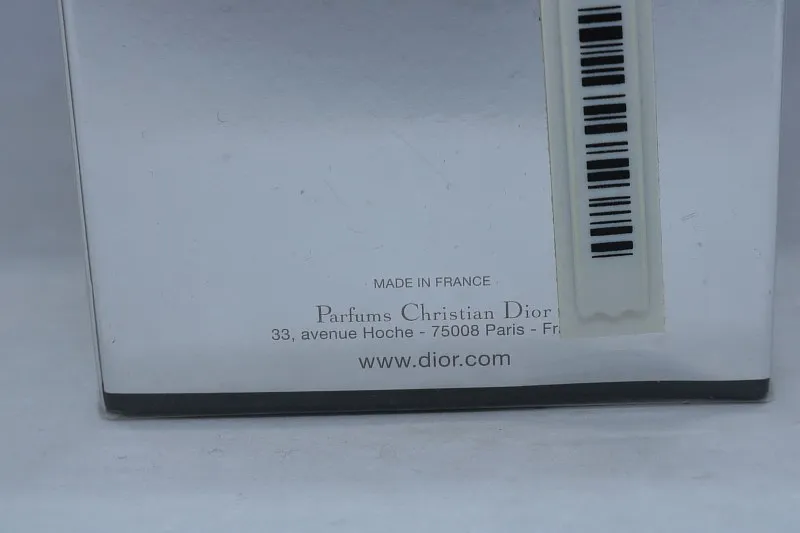 MADE IN FRANCE
Parfums Christian Dior
33, avenue Hoche - 75008 Paris - Fr
www.dior.com